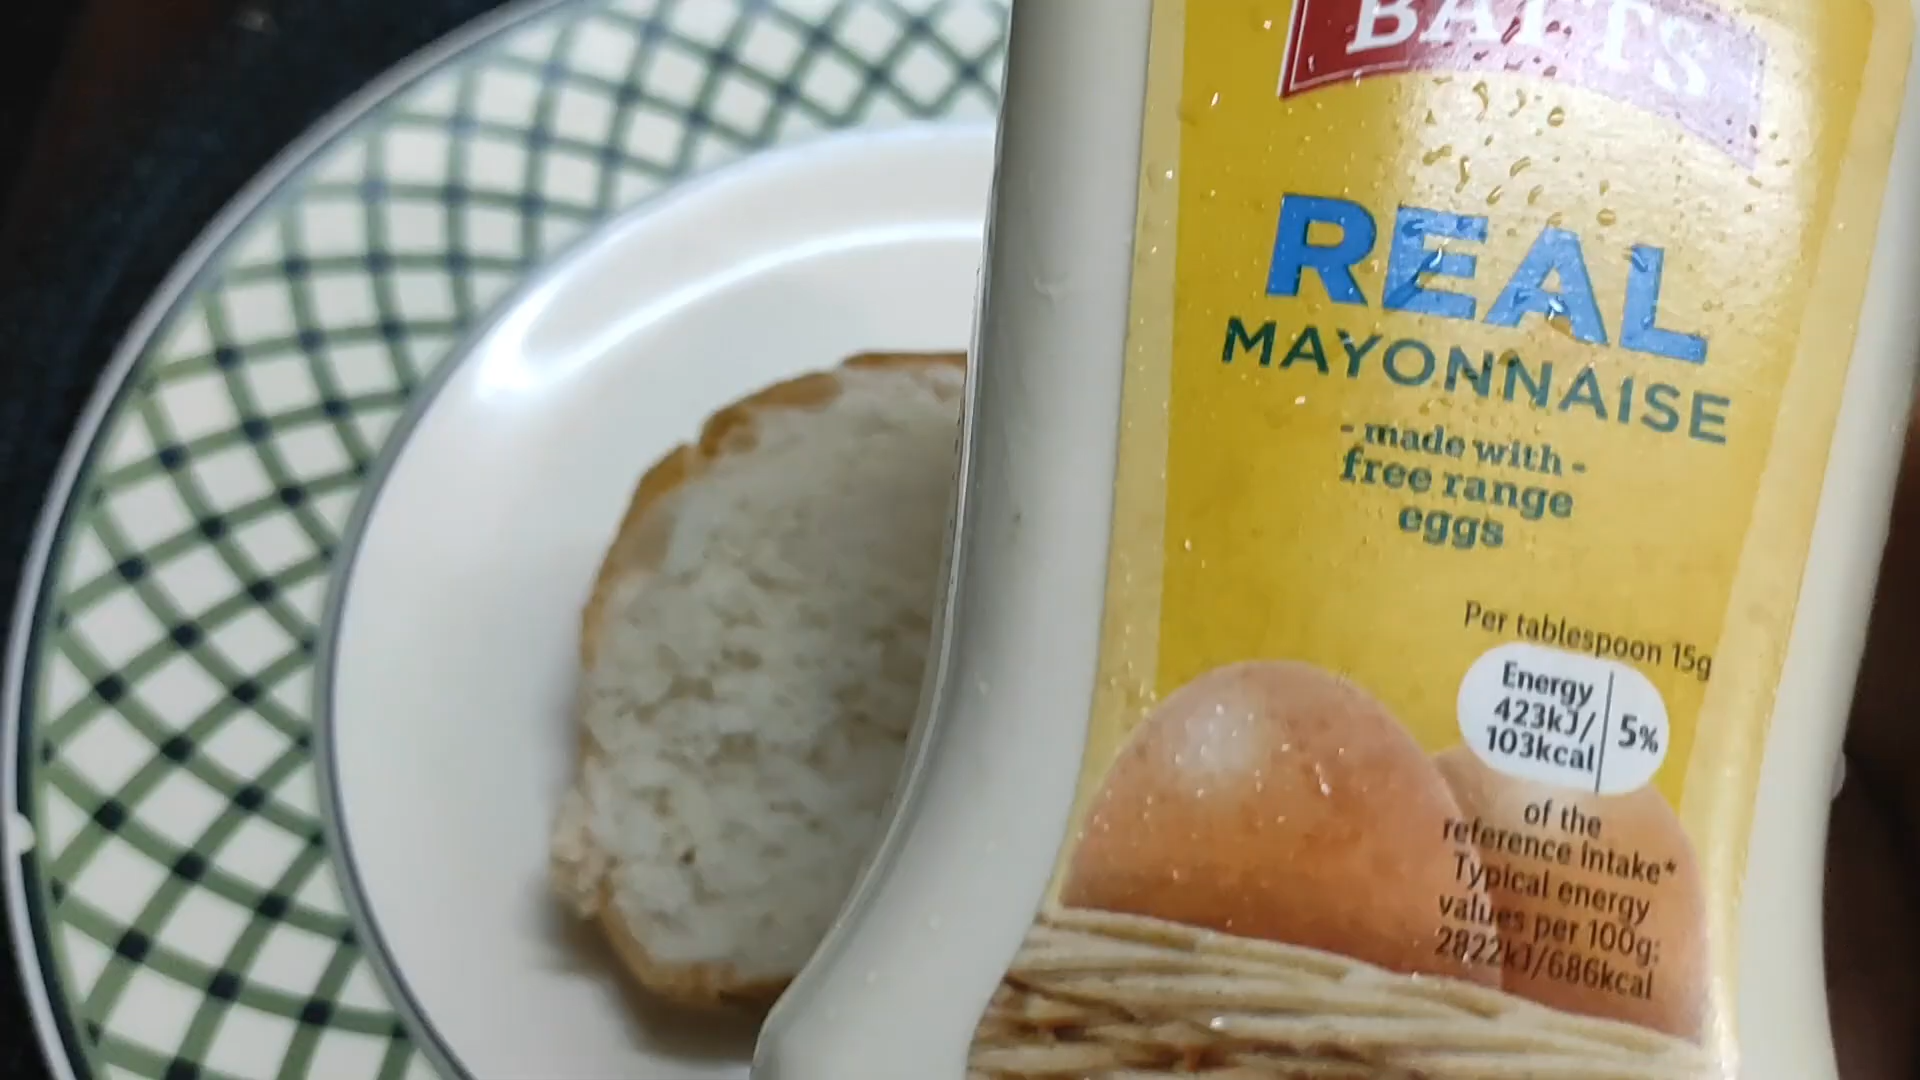 BATTS
REAL
MAYONNAISE
- made with -
free range
eggs
Per tablespoon 15g
Energy
423kJ/
103kcal
5%
of the
reference intake*
Typical energy
values per 100g:
2822kJ/686kcal